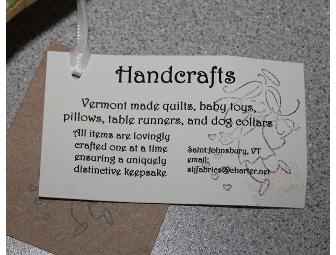 Handcrafts
Vermont made quilts, baby toys,
pillows, table runners, and dog collars
All items are lovingly
crafted one at a time
ensuring a uniquely
distinctive keepsake
Saint Johnsbury, VT
email:
stjfabrics@charter.net